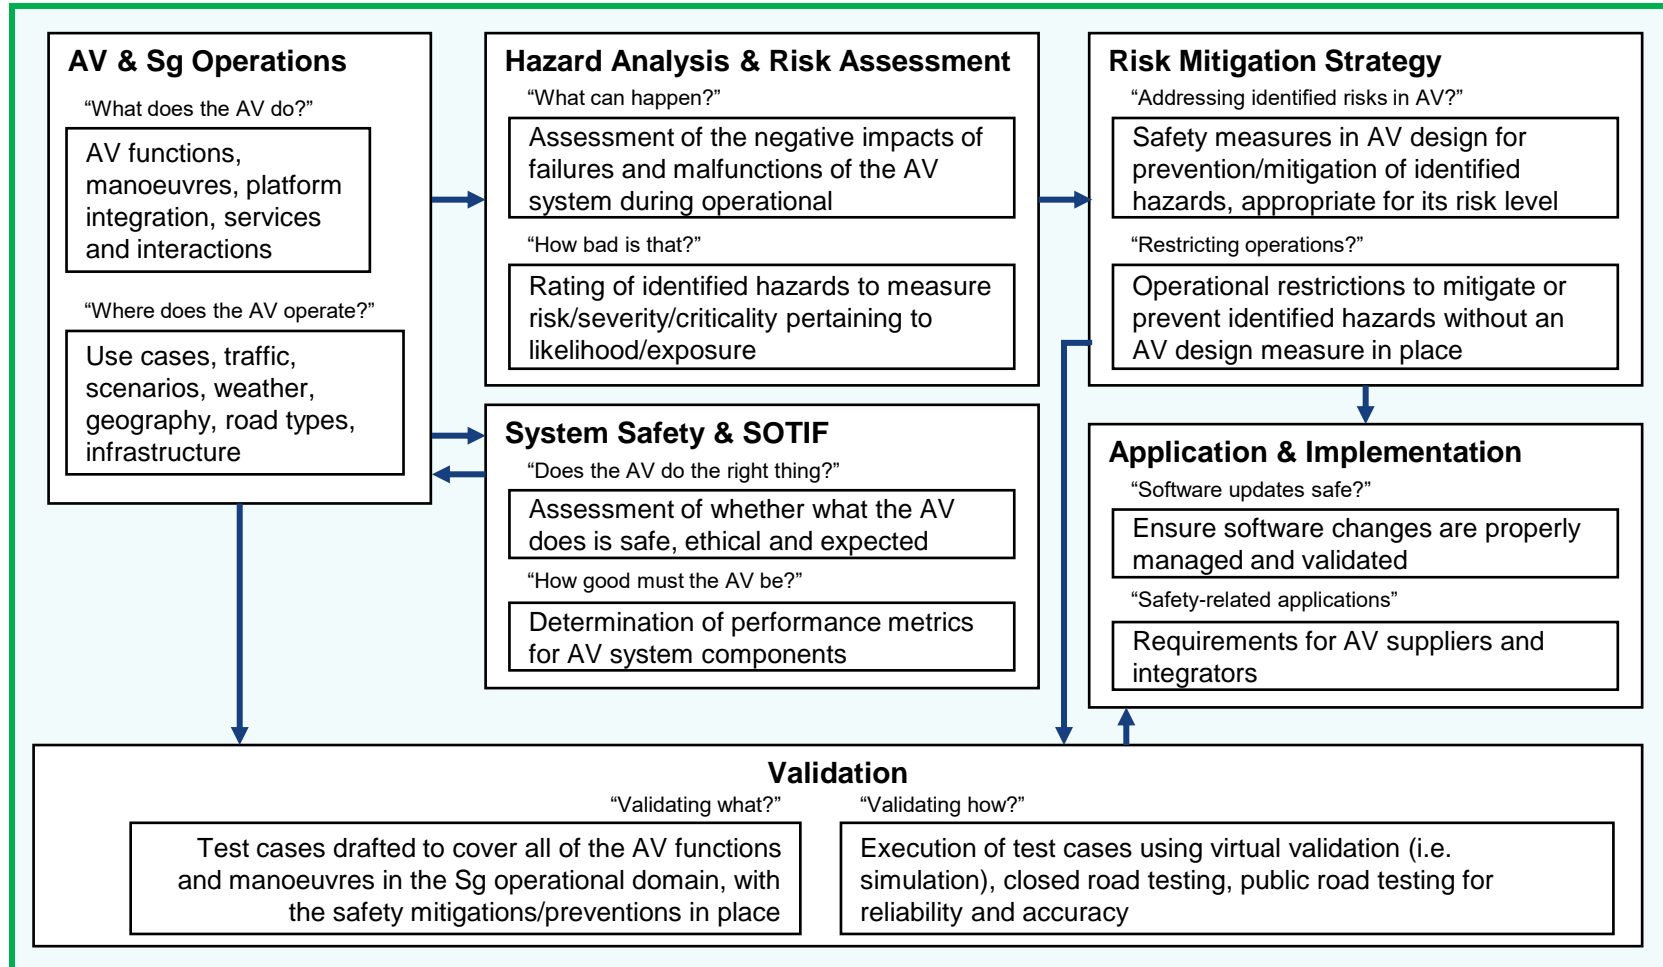 AV & Sg Operations
“What does the AV do?”
AV functions,
manoeuvres, platform
integration, services
and interactions
“Where does the AV operate?”
Use cases, traffic,
scenarios, weather,
geography, road types,
infrastructure
Hazard Analysis & Risk Assessment
“What can happen?”
Assessment of the negative impacts of
failures and malfunctions of the AV
system during operational
“How bad is that?”
Rating of identified hazards to measure
risk/severity/criticality pertaining to
likelihood/exposure
System Safety & SOTIF
“Does the AV do the right thing?”
Assessment of whether what the AV
does is safe, ethical and expected
“How good must the AV be?”
Determination of performance metrics
for AV system components
Risk Mitigation Strategy
“Addressing identified risks in AV?”
Safety measures in AV design for
prevention/mitigation of identified
hazards, appropriate for its risk level
“Restricting operations?”
Operational restrictions to mitigate or
prevent identified hazards without an
AV design measure in place
Application & Implementation
“Software updates safe?”
Ensure software changes are properly
managed and validated
“Safety-related applications”
Requirements for AV suppliers and
integrators
Validation
“Validating what?”
Test cases drafted to cover all of the AV functions
and manoeuvres in the Sg operational domain, with
the safety mitigations/preventions in place
“Validating how?”
Execution of test cases using virtual validation (i.e.
simulation), closed road testing, public road testing for
reliability and accuracy